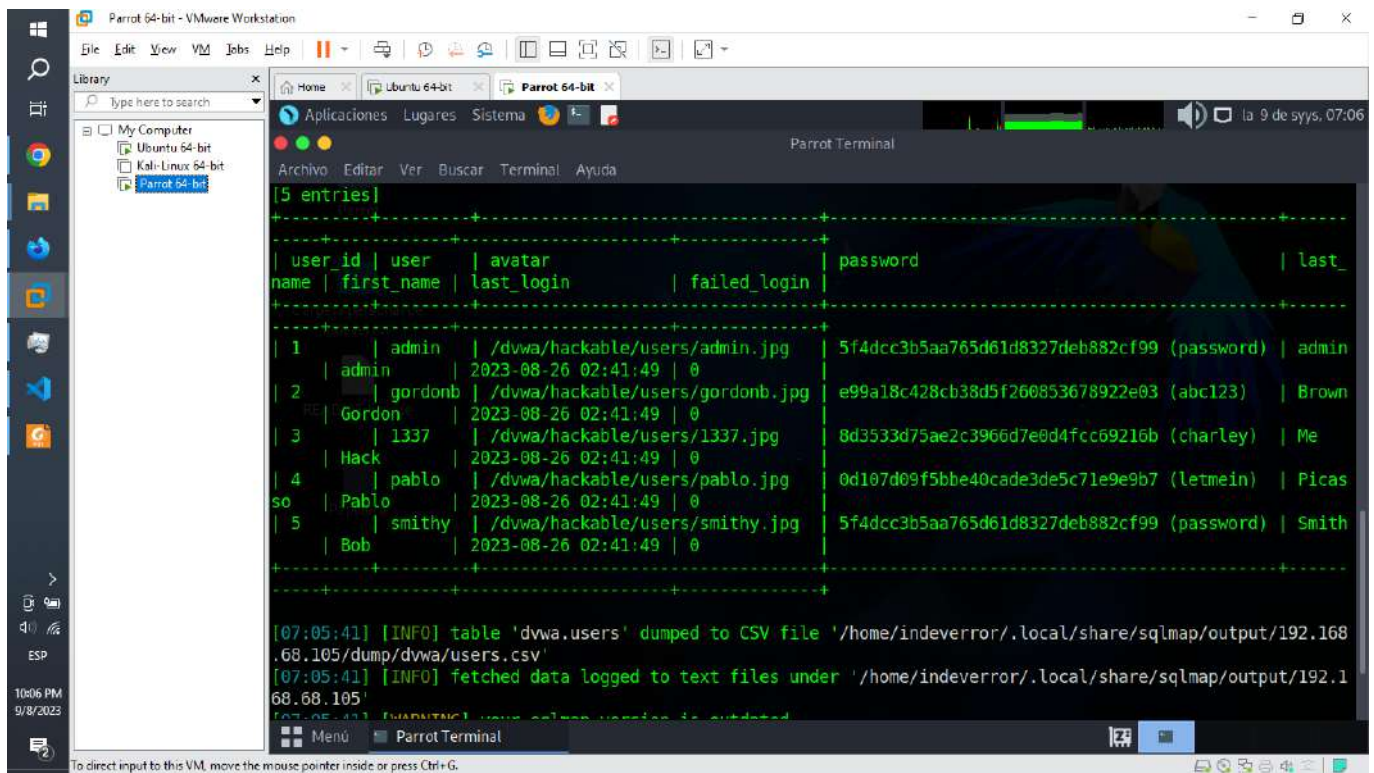 Parrot 64-bit - VMware Workstation
File Edit View VM Jobs Help
Library
Type here to search
My Computer
Ubuntu 64-bit
Kali-Linux 64-bit
Parrot 64-bit
Home Ubuntu 64-bit Parrot 64-bit
Aplicaciones Lugares Sistema la 9 de syys, 07:06
Parrot Terminal
Archivo Editar Ver Buscar Terminal Ayuda
[5 entries]
+---------+---------+--------------------------------+---------------------------------------------+------
-----+------------+---------------------+--------------+
| user_id | user | avatar | password | last_
name | first_name | last_login | failed_login |
+---------+---------+--------------------------------+---------------------------------------------+------
-----+------------+---------------------+--------------+
| 1 | admin | /dvwa/hackable/users/admin.jpg | 5f4dcc3b5aa765d61d8327deb882cf99 (password) | admin
| admin | 2023-08-26 02:41:49 | 0 |
| 2 | gordonb | /dvwa/hackable/users/gordonb.jpg | e99a18c428cb38d5f260853678922e03 (abc123) | Brown
| Gordon | 2023-08-26 02:41:49 | 0 |
| 3 | 1337 | /dvwa/hackable/users/1337.jpg | 8d3533d75ae2c3966d7e0d4fcc69216b (charley) | Me
| Hack | 2023-08-26 02:41:49 | 0 |
| 4 | pablo | /dvwa/hackable/users/pablo.jpg | 0d107d09f5bbe40cade3de5c71e9e9b7 (letmein) | Picas
so | Pablo | 2023-08-26 02:41:49 | 0 |
| 5 | smithy | /dvwa/hackable/users/smithy.jpg | 5f4dcc3b5aa765d61d8327deb882cf99 (password) | Smith
| Bob | 2023-08-26 02:41:49 | 0 |
+---------+---------+--------------------------------+---------------------------------------------+------
-----+------------+---------------------+--------------+
[07:05:41] [INFO] table 'dvwa.users' dumped to CSV file '/home/indeverror/.local/share/sqlmap/output/192.168
.68.105/dump/dvwa/users.csv'
[07:05:41] [INFO] fetched data logged to text files under '/home/indeverror/.local/share/sqlmap/output/192.1
68.68.105'
[07:05:41] [WARNING] your sqlmap version is outdated
Menú Parrot Terminal
ESP
10:06 PM
9/8/2023
2
To direct input to this VM, move the mouse pointer inside or press Ctrl+G.